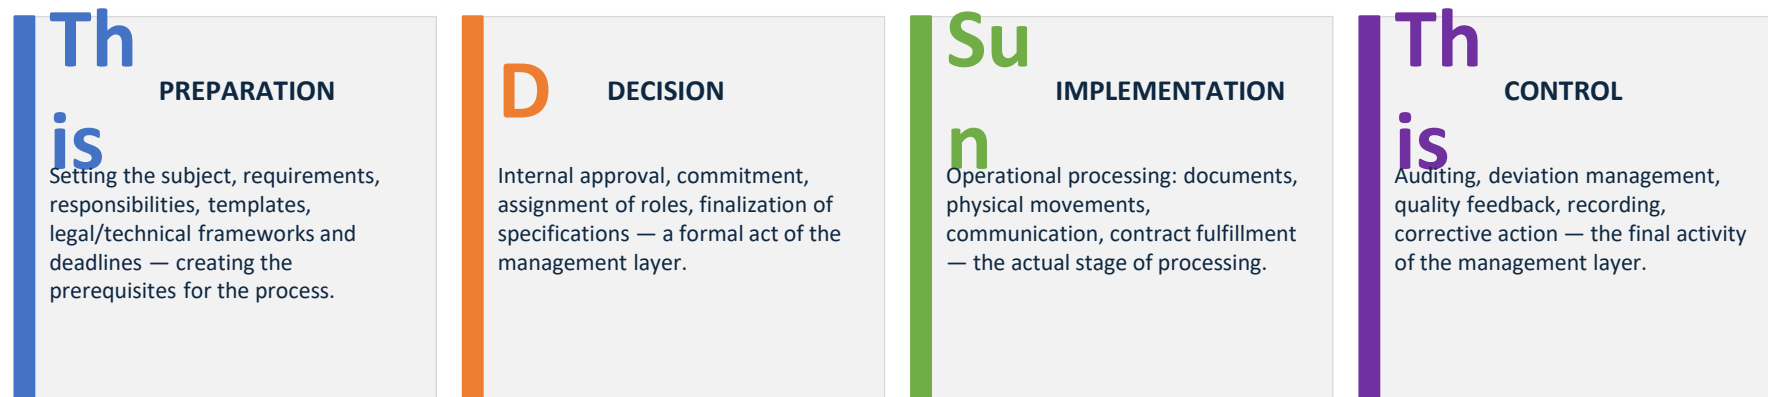 Th
is
PREPARATION
Setting the subject, requirements,
responsibilities, templates,
legal/technical frameworks and
deadlines — creating the
prerequisites for the process.
D
DECISION
Internal approval, commitment,
assignment of roles, finalization of
specifications — a formal act of the
management layer.
Su
n
IMPLEMENTATION
Operational processing: documents,
physical movements,
communication, contract fulfillment
— the actual stage of processing.
Th
is
CONTROL
Auditing, deviation management,
quality feedback, recording,
corrective action — the final activity
of the management layer.